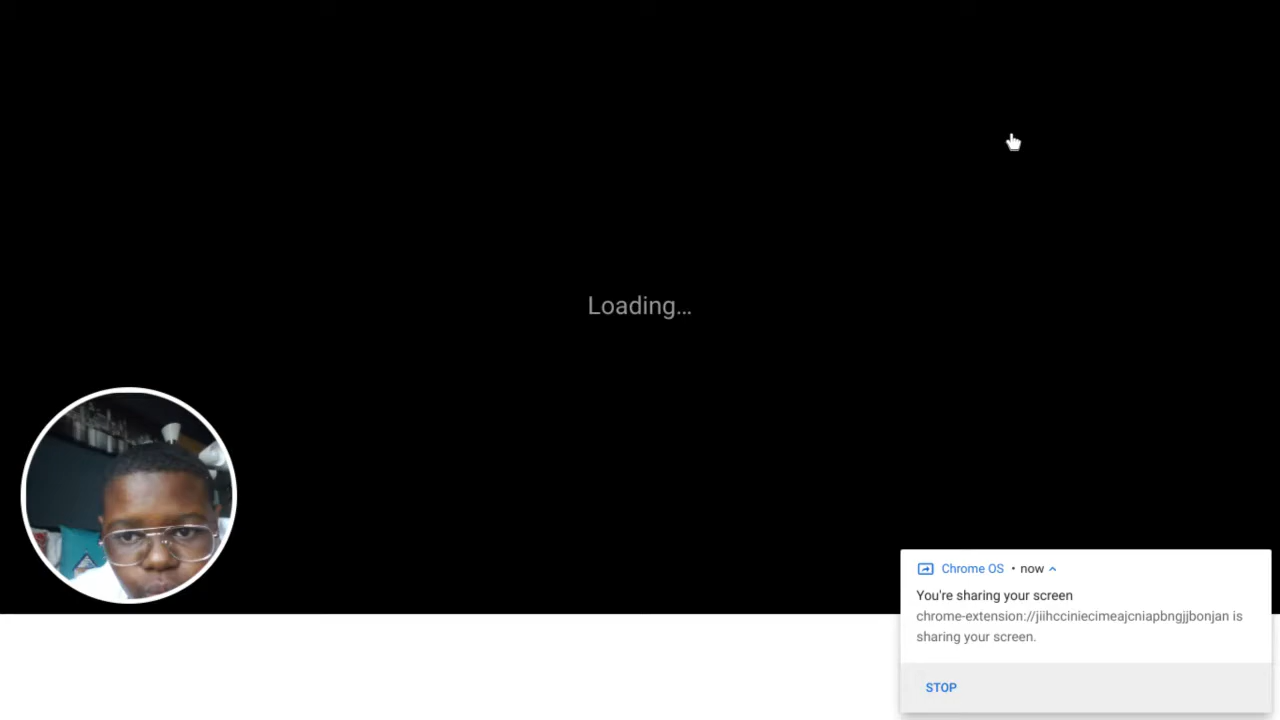 Loading...
Chrome OS • now
You're sharing your screen
chrome-extension://jiihcciniecimeajcniapbngjjbonjan is
sharing your screen.
STOP